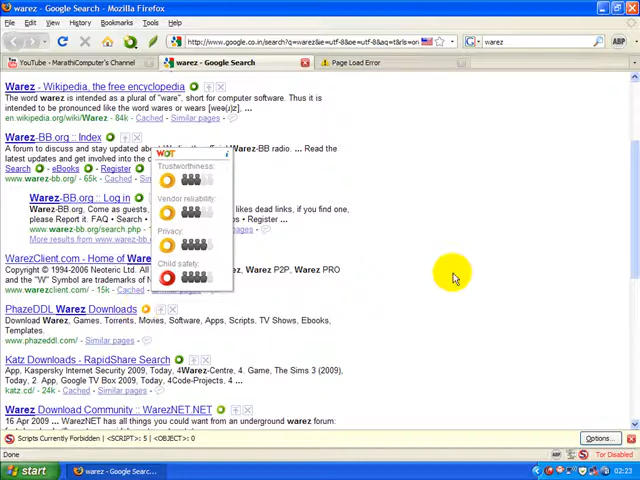 warez - Google Search - Mozilla Firefox
File Edit View History Bookmarks Tools Help
http://www.google.co.in/search?q=warez&ie=utf-8&oe=utf-8&aq=t&rls=or
warez
ABP
YouTube - MarathiComputer's Channel
warez - Google Search
Page Load Error
Warez - Wikipedia, the free encyclopedia
The word warez is intended as a plural of "ware", short for computer software. Thus it is
intended to be pronounced like the word wares or wears [weə(ɹ)z], ...
en.wikipedia.org/wiki/Warez - 84k - Cached - Similar pages -
Warez-BB.org :: Index
A forum to discuss and stay updated
Warez-BB radio. ... Read the
latest updates and get involved into the c
Search - eBooks - Register
www.warez-bb.org/ - 65k - Cached - Si
Warez-BB.org :: Log in
Warez-BB.org. Come as guests,
likes dead links, if you find one,
please Report it. FAQ • Search •
s • Register ...
www.warez-bb.org/search.php - 1
pages -
More results from www.warez-bb
WOT
i
Trustworthiness:
Vendor reliability:
Privacy:
Child safety:
WarezClient.com - Home of Warez
Copyright © 1994-2006 Neoteric Ltd. All
Warez P2P, Warez PRO
and the "W" Symbol are trademarks of N
www.warezclient.com/ - 15k - Cached -
PhazeDDL Warez Downloads
Download Warez, Games, Torrents, Movies, Appz, Scripts. TV Shows, Ebooks,
Templates.
www.phazeddl.com/ - Similar pages -
Katz Downloads - RapidShare Search
App, Kaspersky Internet Security 2009, Today, 4Warez-Centre, 4. Game, The Sims 3 (2009),
Today, 2. App, Google TV Box 2009, Today, 4Code-Projects, 4 ...
katz.cd/ - 24k - Cached - Similar pages -
Warez Download Community :: WarezNET.NET
16 Apr 2009 ... WarezNES has all things you could want from an underground warez forum:
Scripts Currently Forbidden | <SCRIPT>: 5 | <OBJECT>: 0
Options...
Done
ABP
Tor Disabled
start
warez - Google Searc...
02:23